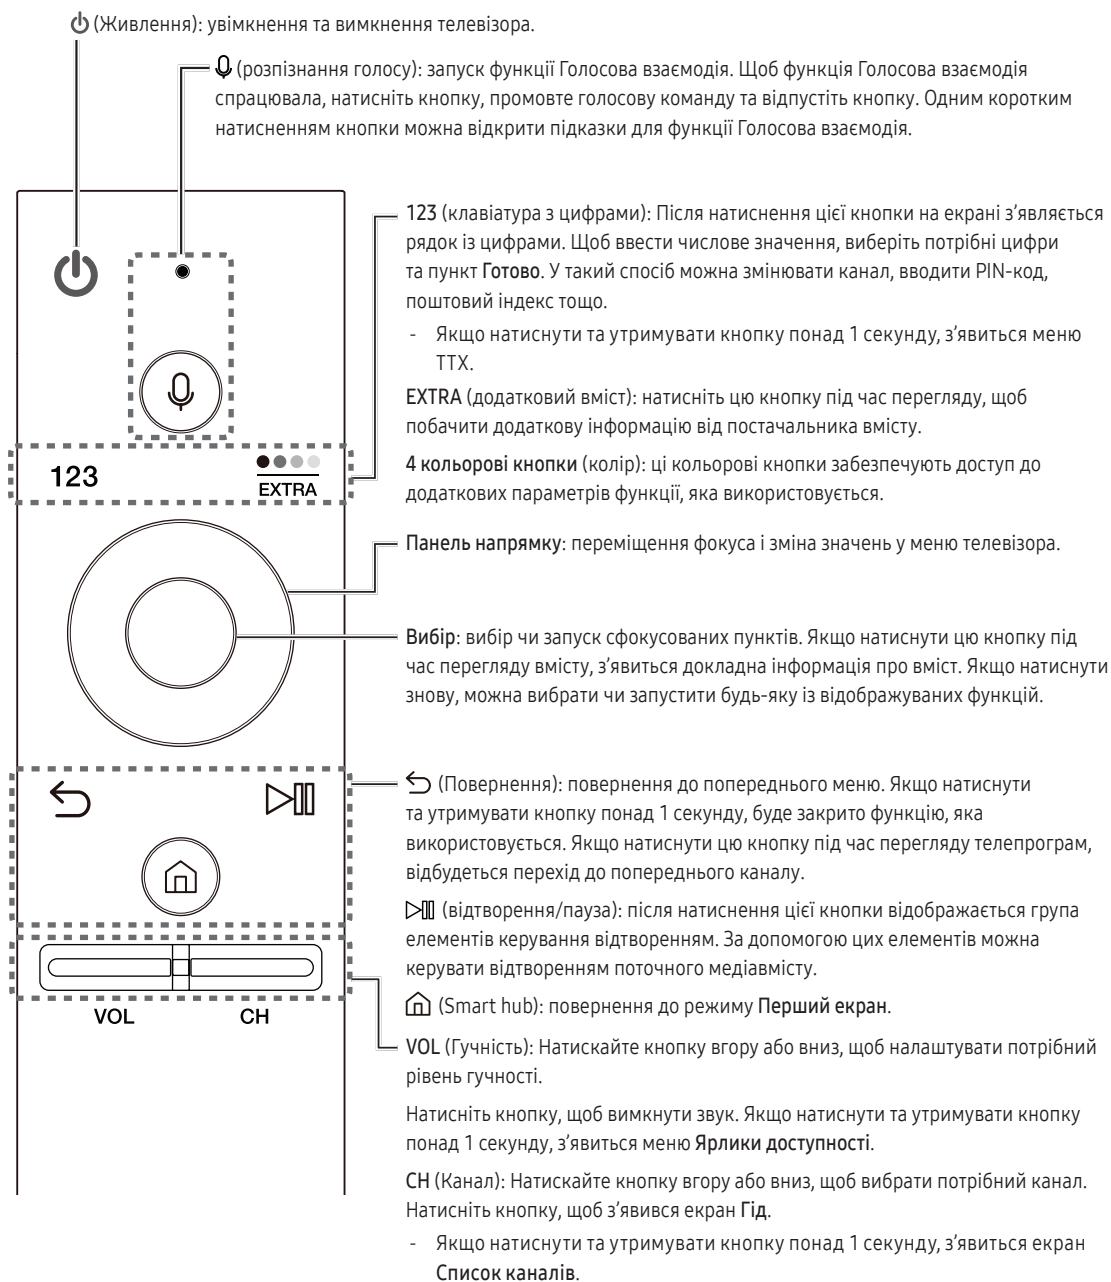 (Живлення): увімкнення та вимкнення телевізора.
(розпізнання голосу): запуск функції Голосова взаємодія. Щоб функція Голосова взаємодія
спрацювала, натисніть кнопку, промовте голосову команду та відпустіть кнопку. Одним коротким
натисненням кнопки можна відкрити підказки для функції Голосова взаємодія.
123 (клавіатура з цифрами): Після натиснення цієї кнопки на екрані з’являється
рядок із цифрами. Щоб ввести числове значення, виберіть потрібні цифри
та пункт Готово. У такий спосіб можна змінювати канал, вводити PIN-код,
поштовий індекс тощо.
- Якщо натиснути та утримувати кнопку понад 1 секунду, з’явиться меню
TTX.
EXTRA (додатковий вміст): натисніть цю кнопку під час перегляду, щоб
побачити додаткову інформацію від постачальника вмісту.
4 кольорові кнопки (колір): ці кольорові кнопки забезпечують доступ до
додаткових параметрів функції, яка використовується.
123
EXTRA
Панель напрямку: переміщення фокуса і зміна значень у меню телевізора.
Вибір: вибір чи запуск сфокусованих пунктів. Якщо натиснути цю кнопку під
час перегляду вмісту, з’явиться докладна інформація про вміст. Якщо натиснути
знову, можна вибрати чи запустити будь-яку із відображуваних функцій.
(Повернення): повернення до попереднього меню. Якщо натиснути
та утримувати кнопку понад 1 секунду, буде закрито функцію, яка
використовується. Якщо натиснути цю кнопку під час перегляду телепрограм,
відбудеться перехід до попереднього каналу.
(відтворення/пауза): після натиснення цієї кнопки відображається група
елементів керування відтворенням. За допомогою цих елементів можна
керувати відтворенням поточного медіавмісту.
(Smart hub): повернення до режиму Перший екран.
VOL
CH
VOL (Гучність): Натискайте кнопку вгору або вниз, щоб налаштувати потрібний
рівень гучності.
Натисніть кнопку, щоб вимкнути звук. Якщо натиснути та утримувати кнопку
понад 1 секунду, з’явиться меню Ярлики доступності.
CH (Канал): Натискайте кнопку вгору або вниз, щоб вибрати потрібний канал.
Натисніть кнопку, щоб з’явився екран Гід.
- Якщо натиснути та утримувати кнопку понад 1 секунду, з’явиться екран
Список каналів.